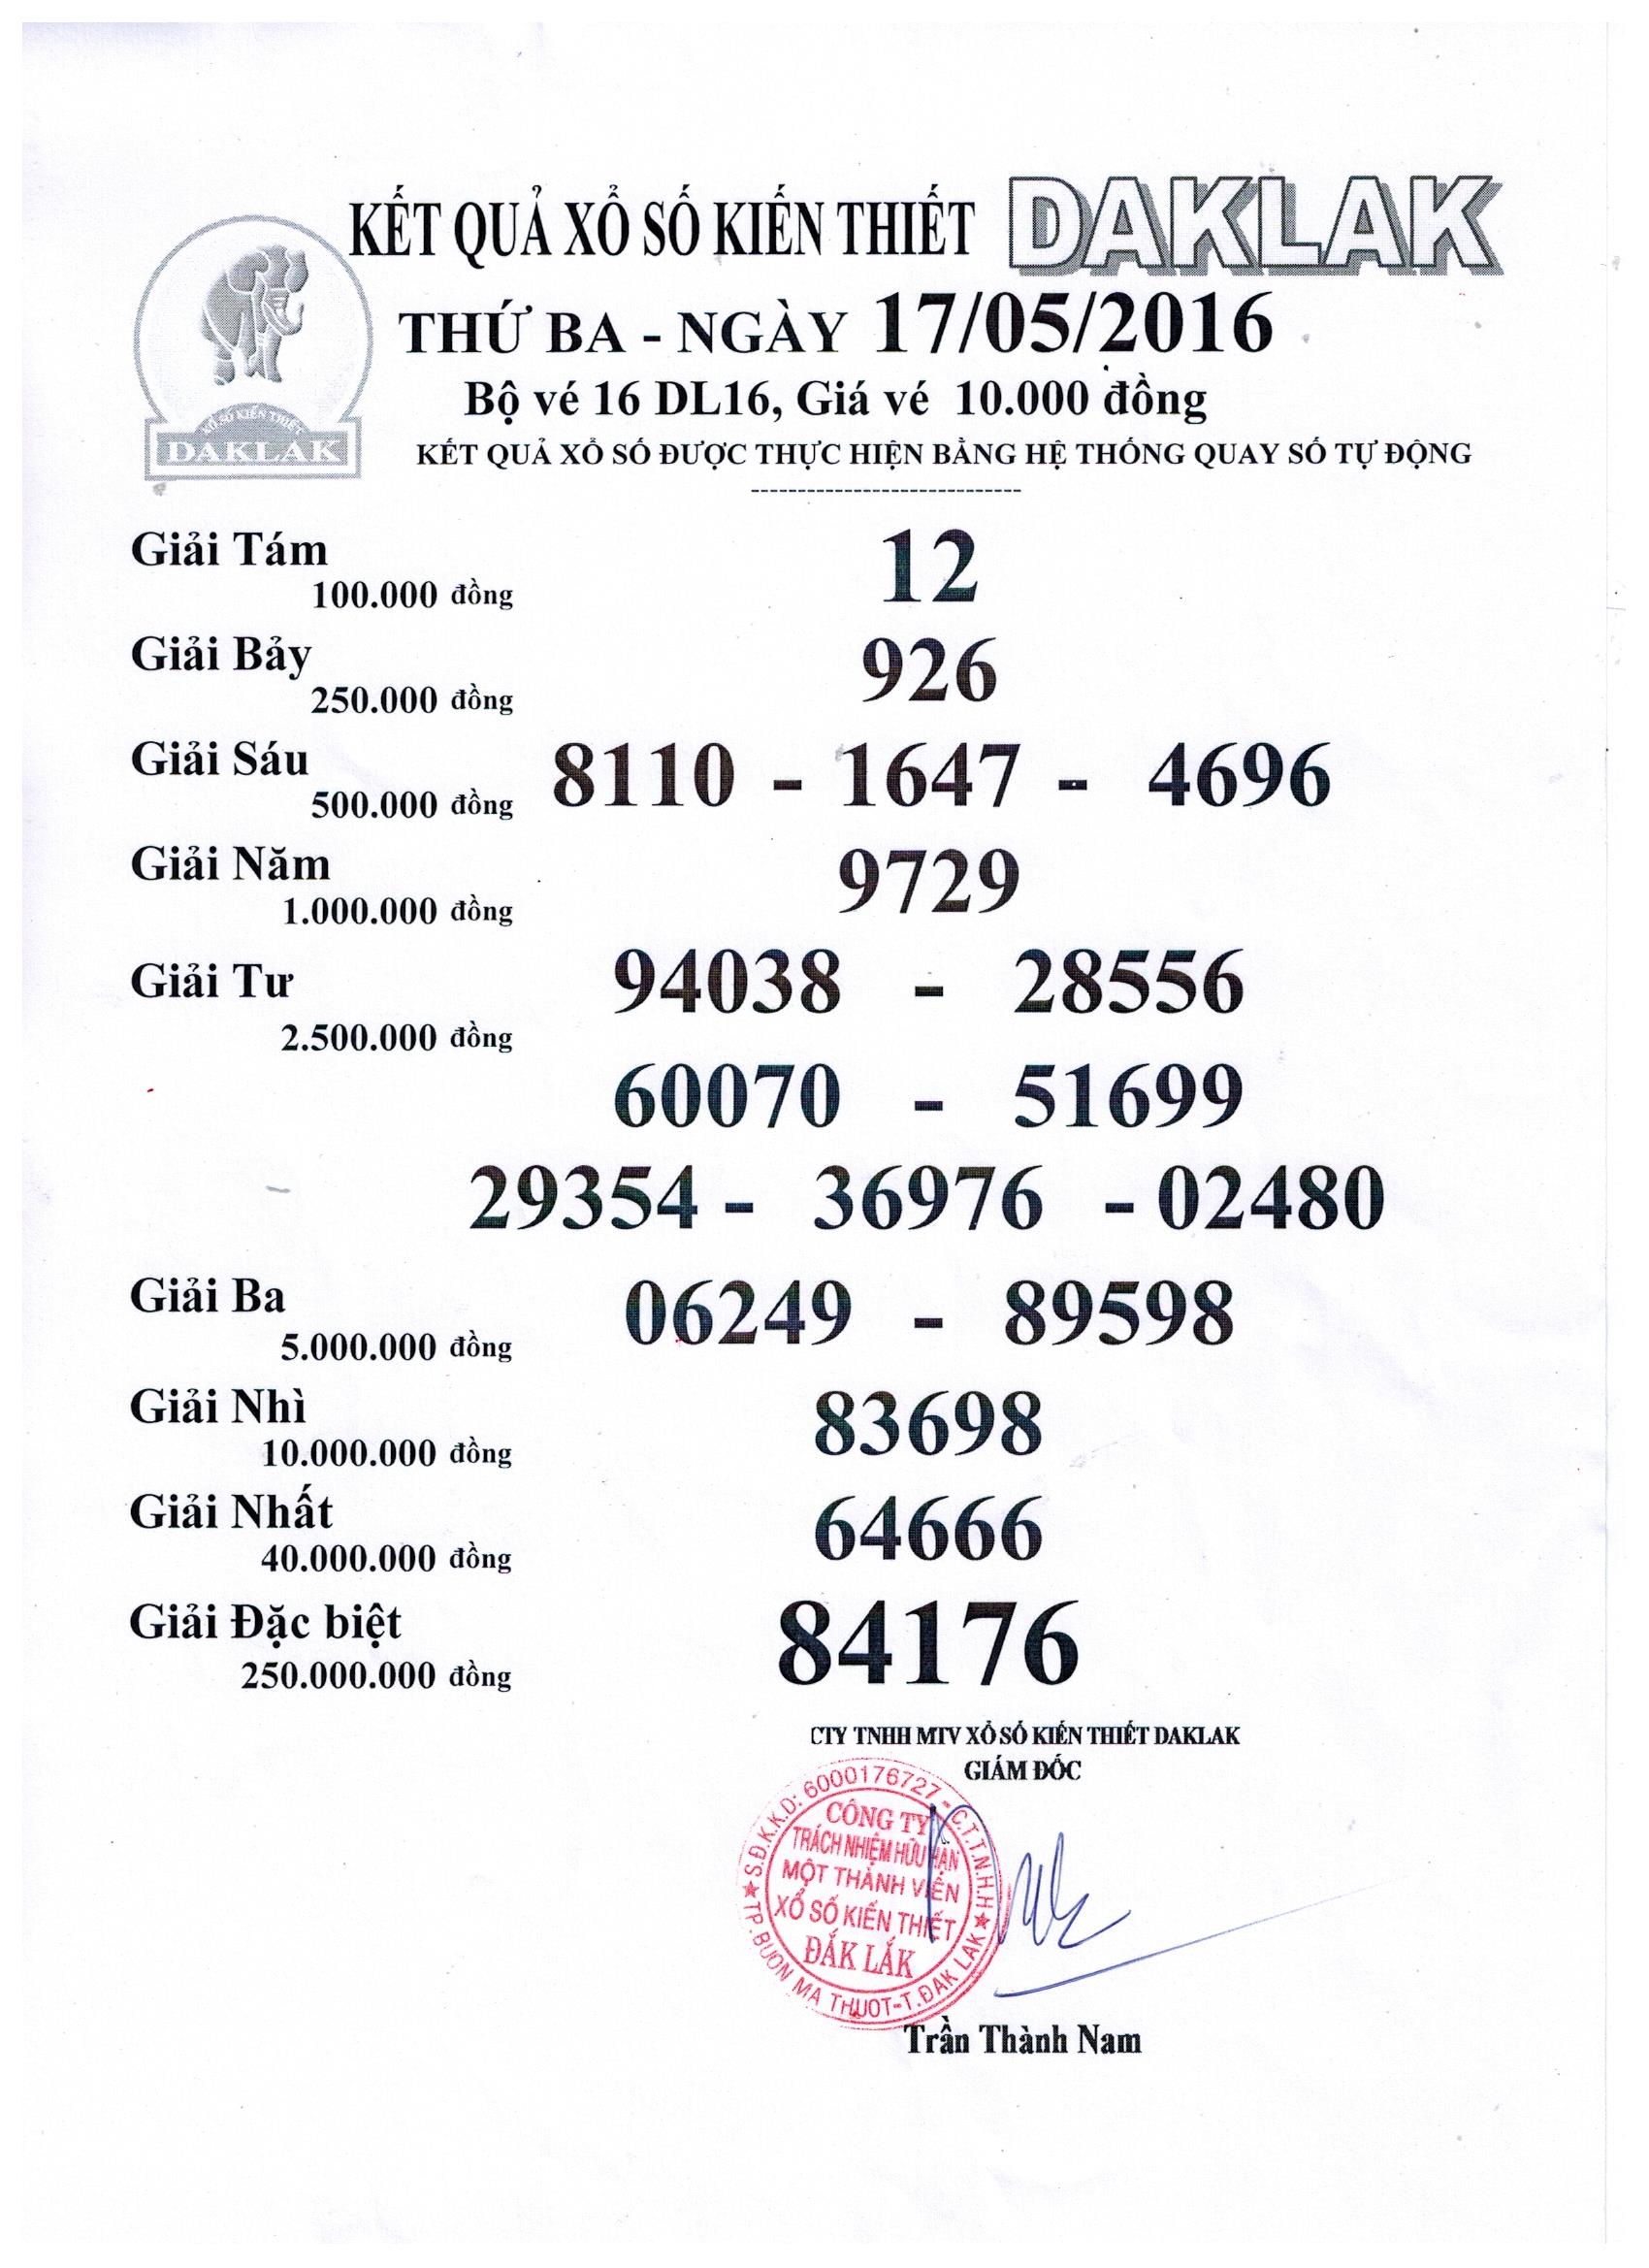 KẾT QUẢ XỔ SỐ KIẾN THIẾT DAKLAK
THỨ BA - NGÀY 17/05/2016
Bộ vé 16 DL16, Giá vé 10.000 đồng
XỔ SỐ KIẾN THIẾT
DAKLAK
KẾT QUẢ XỔ SỐ ĐƯỢC THỰC HIỆN BẰNG HỆ THỐNG QUAY SỐ TỰ ĐỘNG
----------------------------
Giải Tám 12
100.000 đồng
Giải Bảy 926
250.000 đồng
Giải Sáu 8110 - 1647 - 4696
500.000 đồng
Giải Năm 9729
1.000.000 đồng
Giải Tư 94038 - 28556
2.500.000 đồng
60070 - 51699
29354 - 36976 - 02480
Giải Ba 06249 - 89598
5.000.000 đồng
Giải Nhì 83698
10.000.000 đồng
Giải Nhất 64666
40.000.000 đồng
Giải Đặc biệt 84176
250.000.000 đồng
CTY TNHH MTV XỔ SỐ KIẾN THIẾT DAKLAK
GIÁM ĐỐC
S.Đ.K.K.D: 6000176727 - C.T.T.N.H.H
CÔNG TY
TRÁCH NHIỆM HỮU HẠN
MỘT THÀNH VIÊN
XỔ SỐ KIẾN THIẾT
ĐẮK LẮK
TP.BUÔN MA THUỘT-T.ĐAK LAK
Trần Thành Nam